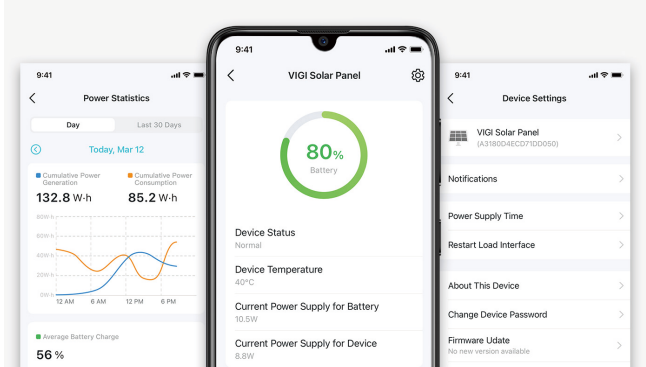 9:41
Power Statistics
Day
Last 30 Days
Today, Mar 12
Cumulative Power
Generation
132.8 W·h
Cumulative Power
Consumption
85.2 W·h
80W·h
60W·h
40W·h
20W·h
0W·h
12 AM 6 AM 12 PM 6 PM
Average Battery Charge
56 %
9:41
VIGI Solar Panel
80%
Battery
Device Status
Normal
Device Temperature
40°C
Current Power Supply for Battery
10.5W
Current Power Supply for Device
8.8W
9:41
Device Settings
VIGI Solar Panel
(A3180D4ECD71DD050)
Notifications
Power Supply Time
Restart Load Interface
About This Device
Change Device Password
Firmware Udate
No new version available